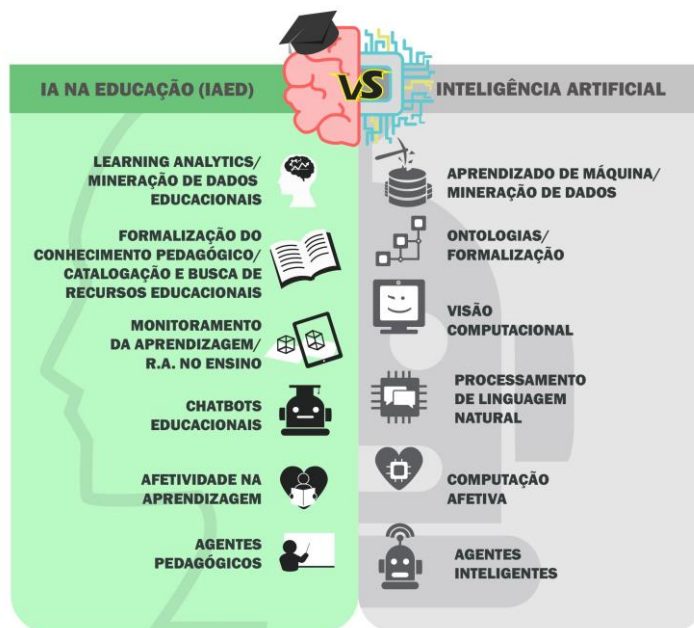 VS
IA NA EDUCAÇÃO (IAED)
INTELIGÊNCIA ARTIFICIAL
LEARNING ANALYTICS/
MINERAÇÃO DE DADOS
EDUCACIONAIS
APRENDIZADO DE MÁQUINA/
MINERAÇÃO DE DADOS
FORMALIZAÇÃO DO
CONHECIMENTO PEDAGÓGICO/
CATALOGAÇÃO E BUSCA DE
RECURSOS EDUCACIONAIS
ONTOLOGIAS/
FORMALIZAÇÃO
MONITORAMENTO
DA APRENDIZAGEM/
R.A. NO ENSINO
VISÃO
COMPUTACIONAL
CHATBOTS
EDUCACIONAIS
PROCESSAMENTO
DE LINGUAGEM
NATURAL
AFETIVIDADE NA
APRENDIZAGEM
COMPUTAÇÃO
AFETIVA
AGENTES
PEDAGÓGICOS
AGENTES
INTELIGENTES